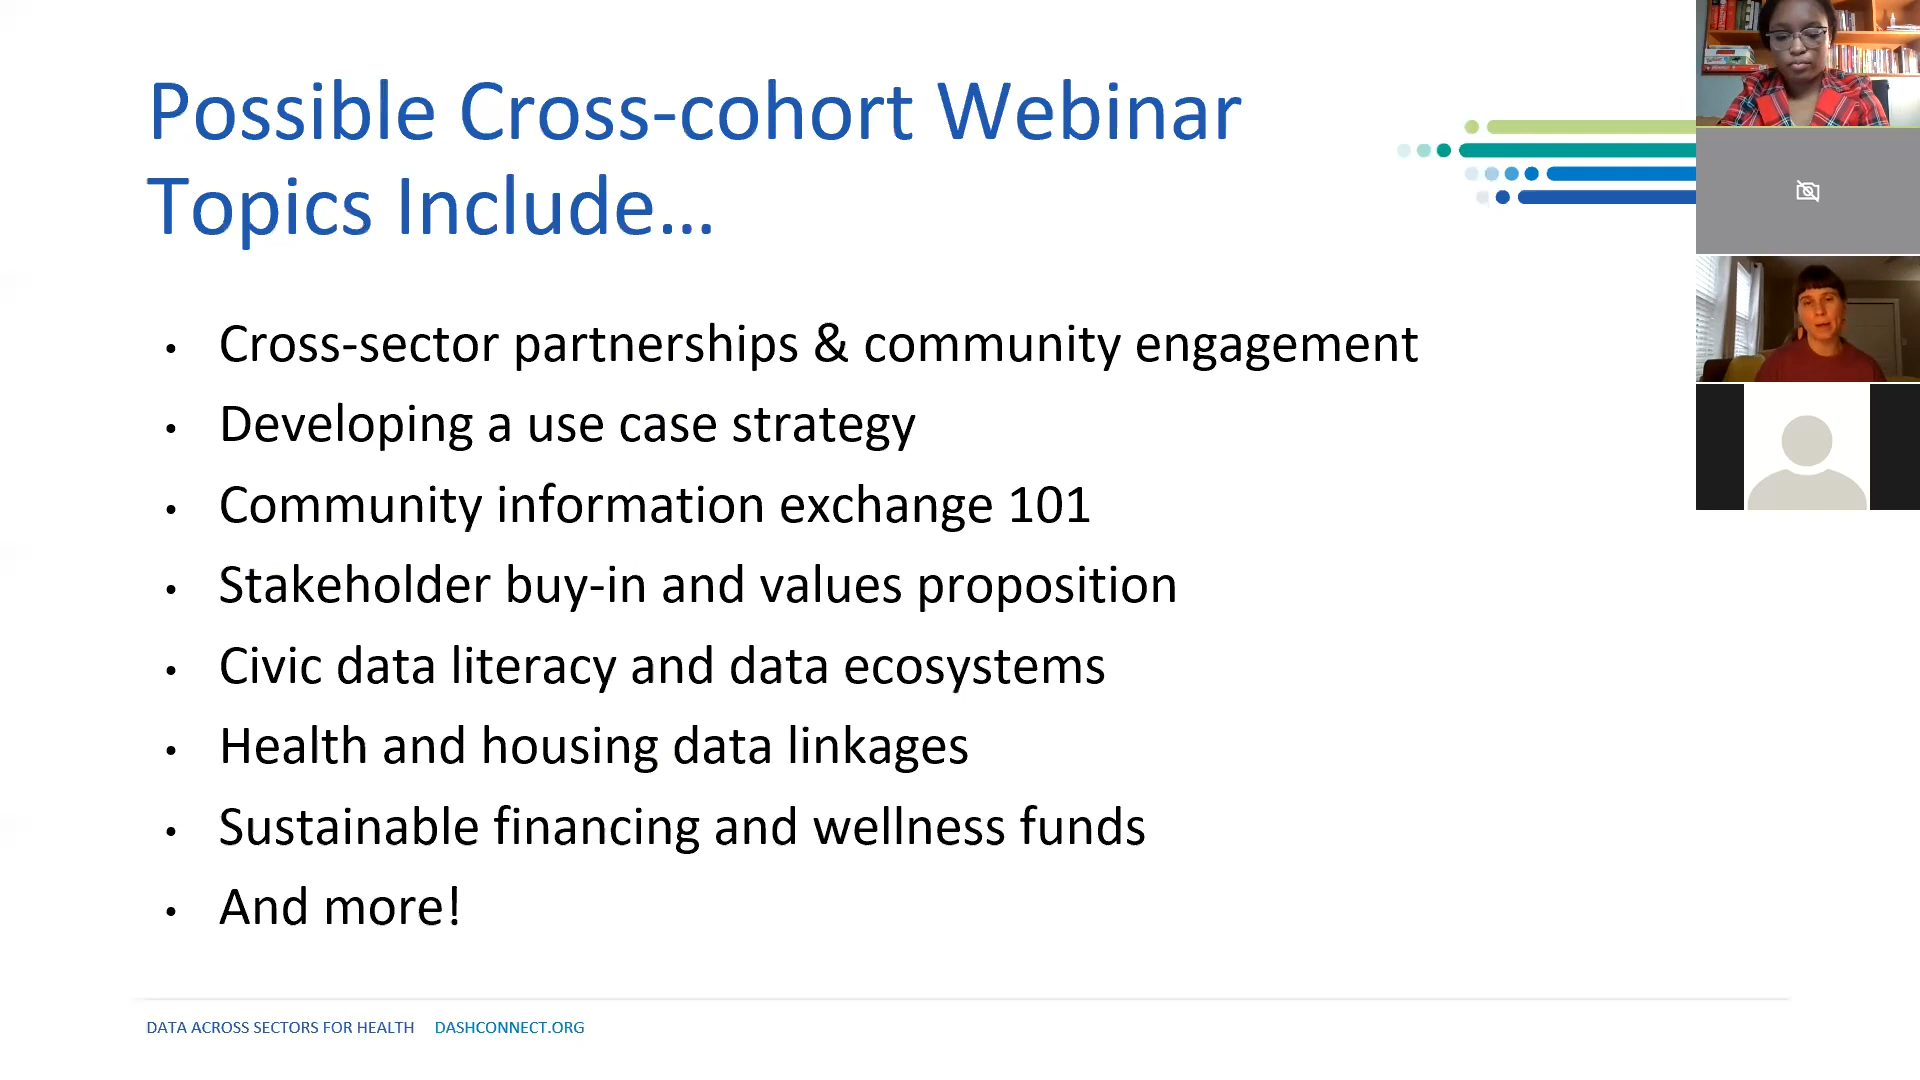 Possible Cross-cohort Webinar
Topics Include...
• Cross-sector partnerships & community engagement
• Developing a use case strategy
• Community information exchange 101
• Stakeholder buy-in and values proposition
• Civic data literacy and data ecosystems
• Health and housing data linkages
• Sustainable financing and wellness funds
• And more!
DATA ACROSS SECTORS FOR HEALTH DASHCONNECT.ORG